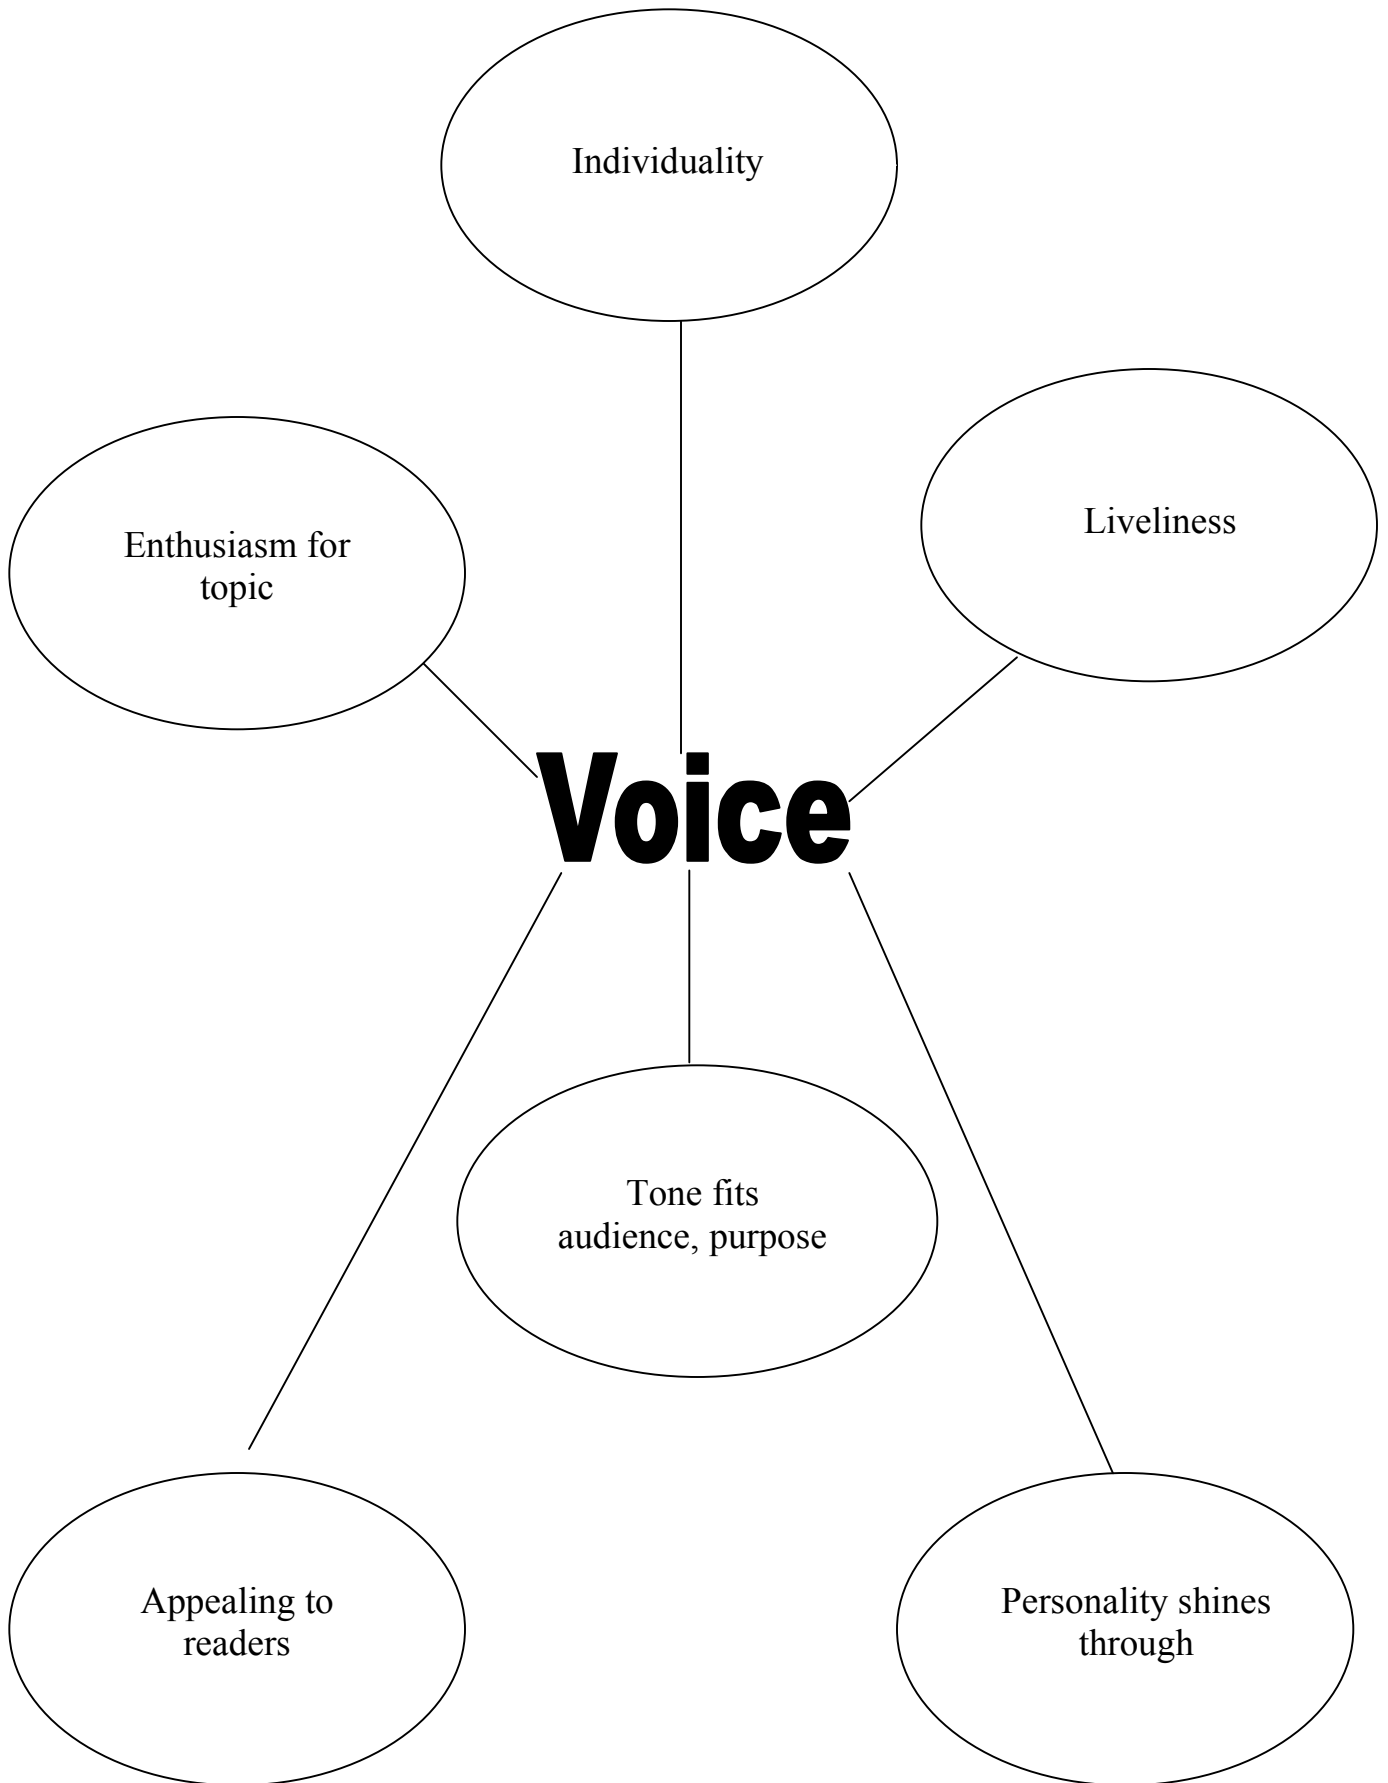 Individuality
Liveliness
Enthusiasm for
topic
Voice
Tone fits
audience, purpose
Appealing to
readers
Personality shines
through